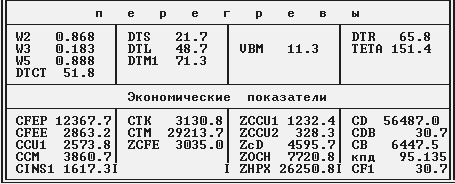 п е р е г р е в ы
W2 0.868 DTS 21.7 DTR 65.8
W3 0.183 DTL 48.7 VBM 11.3 TETA 151.4
W5 0.888 DTM1 71.3
DTCT 51.8
Экономические показатели
CFEP 12367.7 CTK 3130.8 ZCCU1 1232.4 CD 56487.0
CFEE 2863.2 CTM 29213.7 ZCCU2 328.3 CDB 30.7
CCU1 2573.8 ZCFE 3035.0 ZcD 4595.7 CB 6447.5
CCM 3860.7 ZOCH 7720.8 кпд 95.135
CINS1 1617.3I I ZHPX 26250.8I CF1 30.7